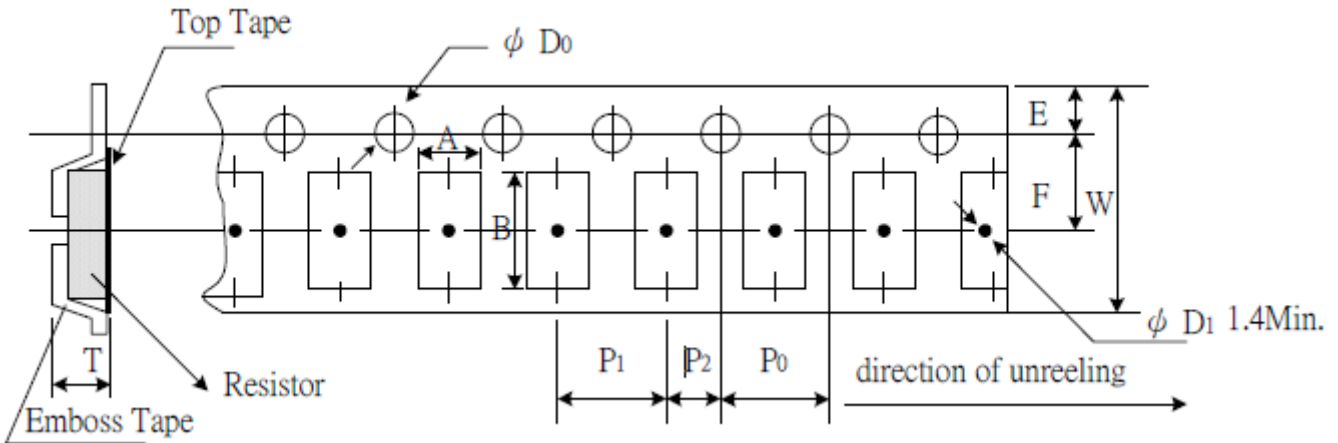 Top Tape
ϕ D0
E
A
F
W
B
ϕ D1 1.4Min.
T
P1
P2
P0
direction of unreeling
Resistor
Emboss Tape